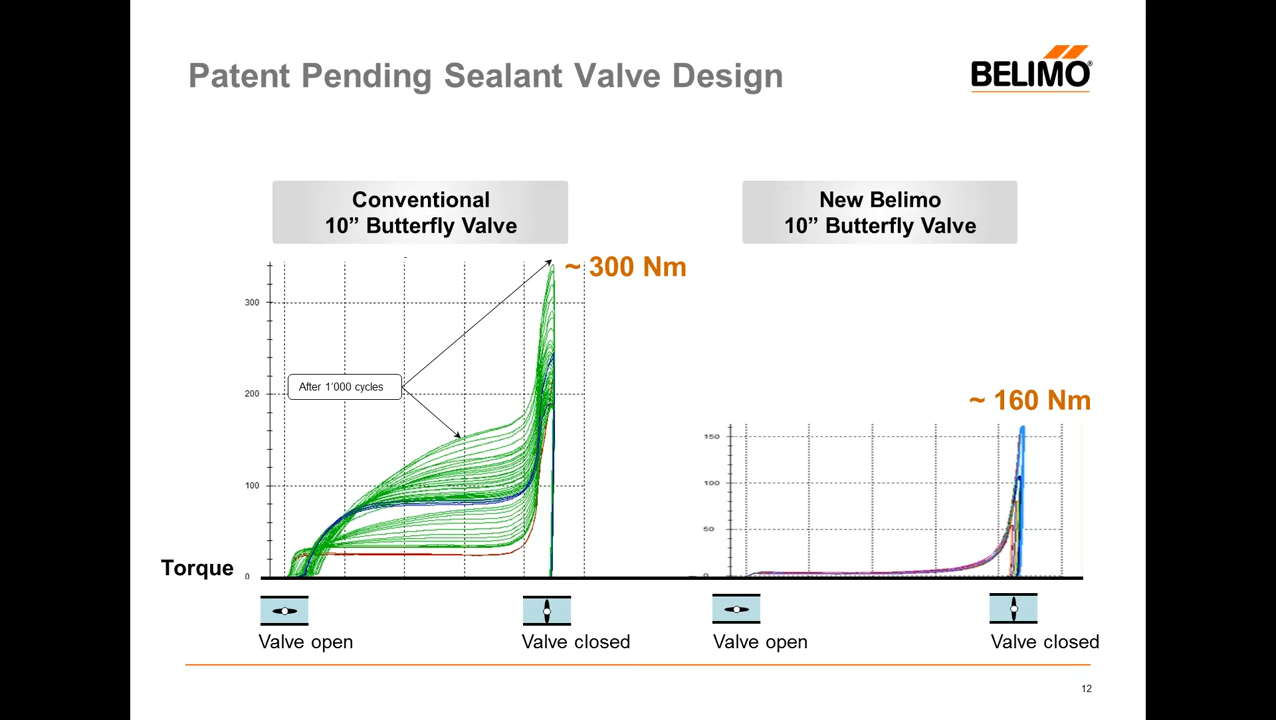 Patent Pending Sealant Valve Design
BELIMO®
Conventional
10” Butterfly Valve
New Belimo
10” Butterfly Valve
~ 300 Nm
300
After 1’000 cycles
200
~ 160 Nm
150
100
100
50
Torque
0
0
Valve open
Valve closed
Valve open
Valve closed
12